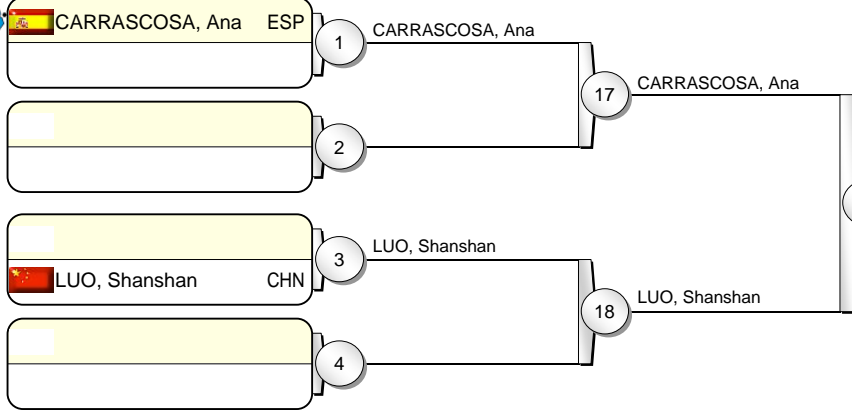 CARRASCOSA, Ana ESP
1
CARRASCOSA, Ana
17
CARRASCOSA, Ana
2
3
LUO, Shanshan
LUO, Shanshan CHN
18
LUO, Shanshan
4